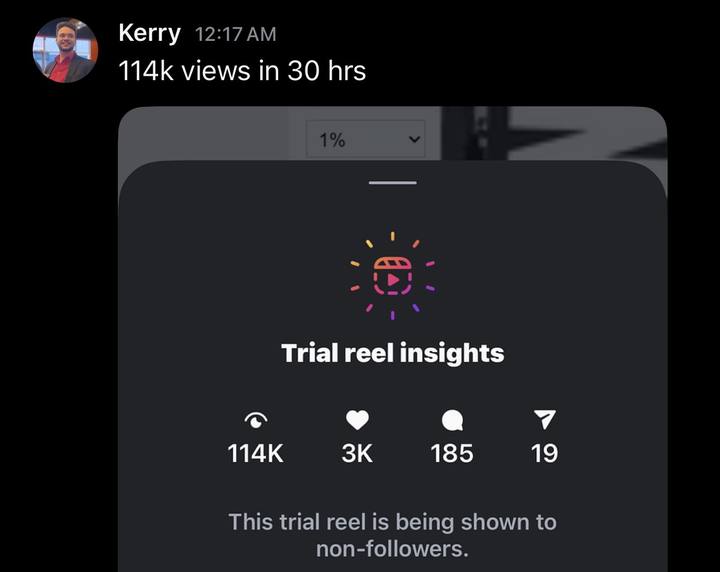 Kerry 12:17 AM
114k views in 30 hrs
1%
Trial reel insights
114K 3K 185 19
This trial reel is being shown to
non-followers.